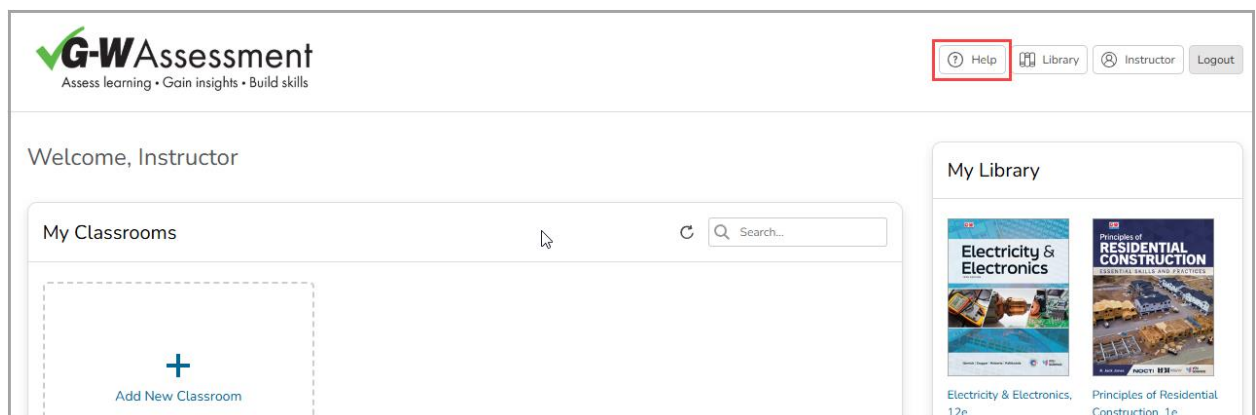 G-WAssessment
Assess learning • Gain insights • Build skills
Help
Library
Instructor
Logout
Welcome, Instructor
My Classrooms
Search...
Add New Classroom
My Library
Electricity &
Electronics
Principles of
RESIDENTIAL
CONSTRUCTION
ESSENTIAL SKILLS AND PRACTICES
NOCTI
Electricity & Electronics,
12e
Principles of Residential
Construction, 1e